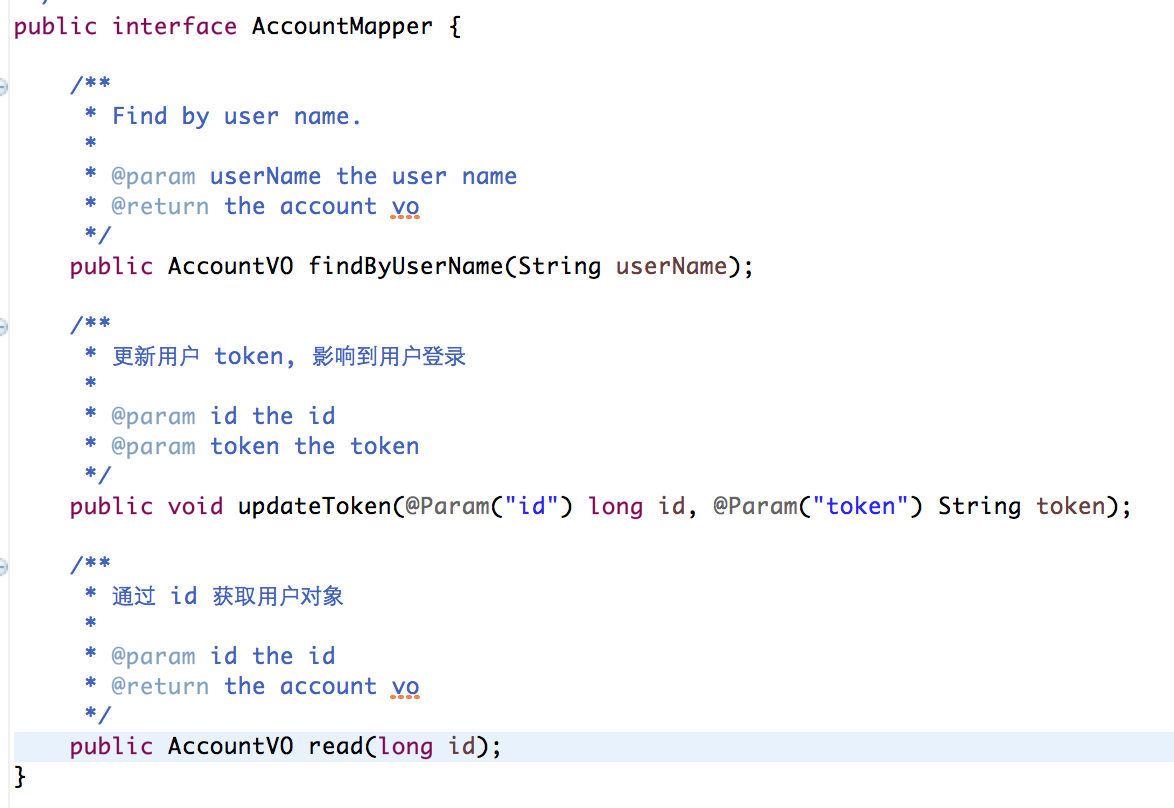 public interface AccountMapper {
/**
* Find by user name.
*
* @param userName the user name
* @return the account vo
*/
public AccountVO findByUserName(String userName);
/**
* 更新用户 token, 影响到用户登录
*
* @param id the id
* @param token the token
*/
public void updateToken(@Param("id") long id, @Param("token") String token);
/**
* 通过 id 获取用户对象
*
* @param id the id
* @return the account vo
*/
public AccountVO read(long id);
}